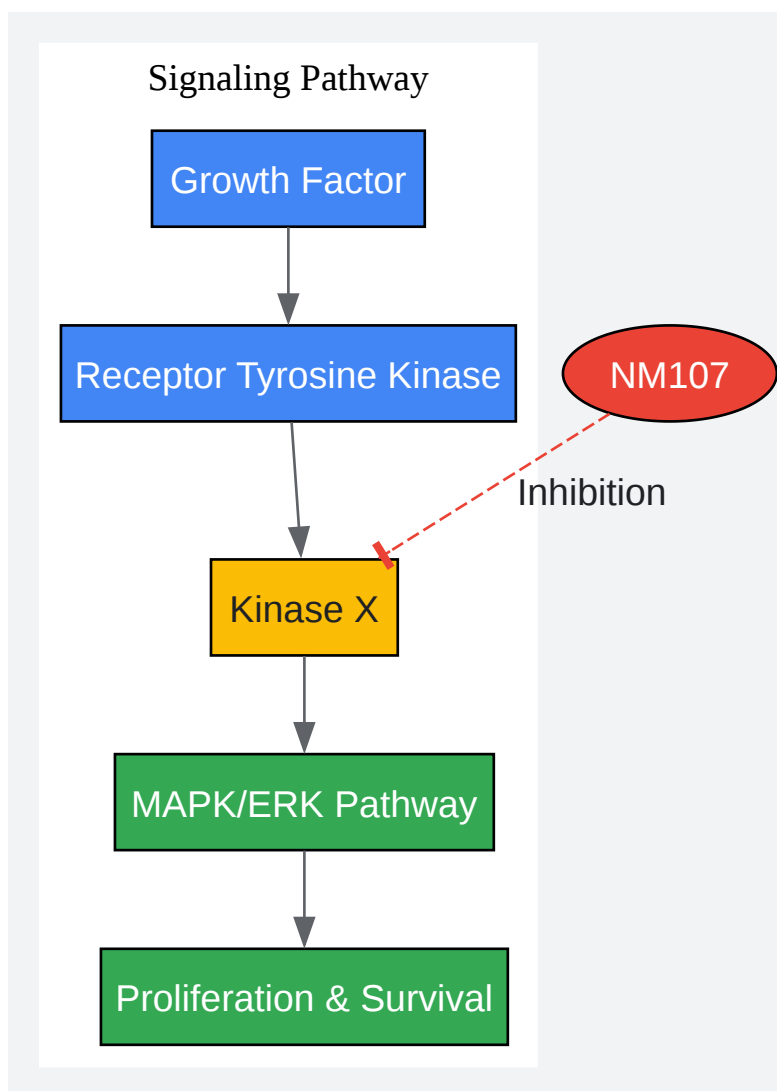 Signaling Pathway
Growth Factor
Receptor Tyrosine Kinase
NM107
Inhibition
Kinase X
MAPK/ERK Pathway
Proliferation & Survival